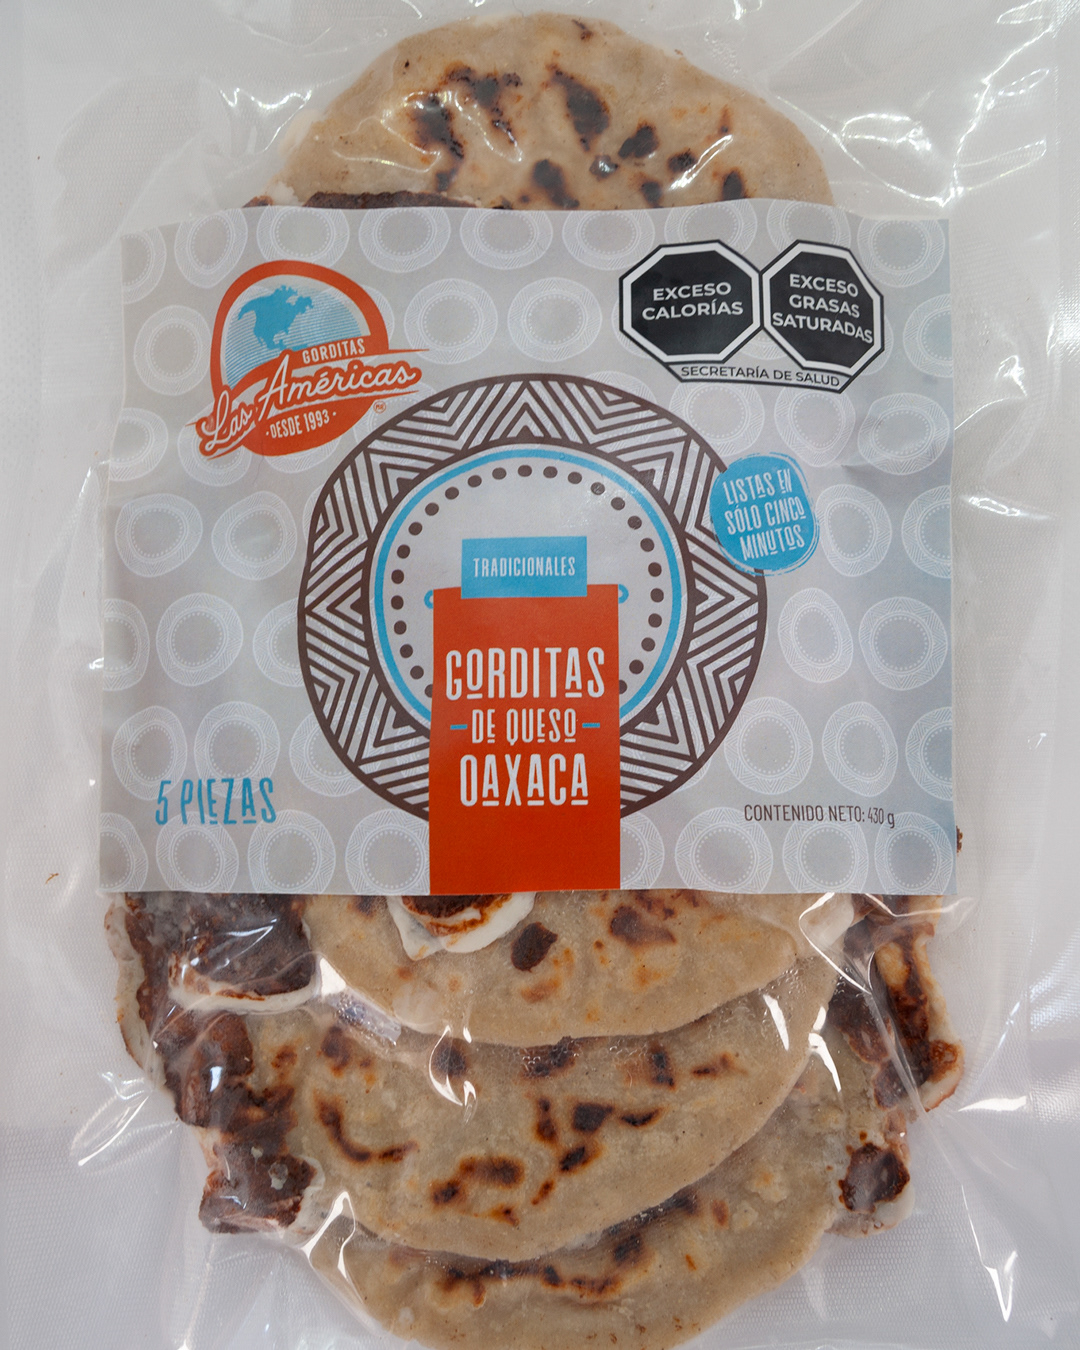 GORDITAS
Las Américas
·DESDE 1993·
EXCESO
CALORÍAS
EXCESO
GRASAS
SATURADAS
SECRETARÍA DE SALUD
LISTAS EN
SÓLO CINCO
MINUTOS
TRADICIONALES
GORDITAS
DE QUESO
OAXACA
5 PIEZAS
CONTENIDO NETO: 430 g